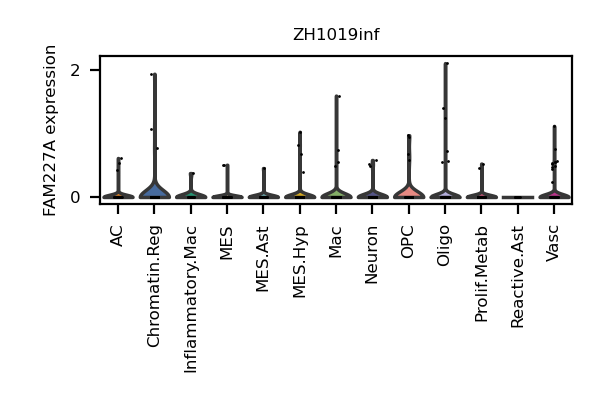 ZH1019inf
FAM227A expression
2
0
AC
Chromatin.Reg
Inflammatory.Mac
MES
MES.Ast
MES.Hyp
Mac
Neuron
OPC
Oligo
Prolif.Metab
Reactive.Ast
Vasc